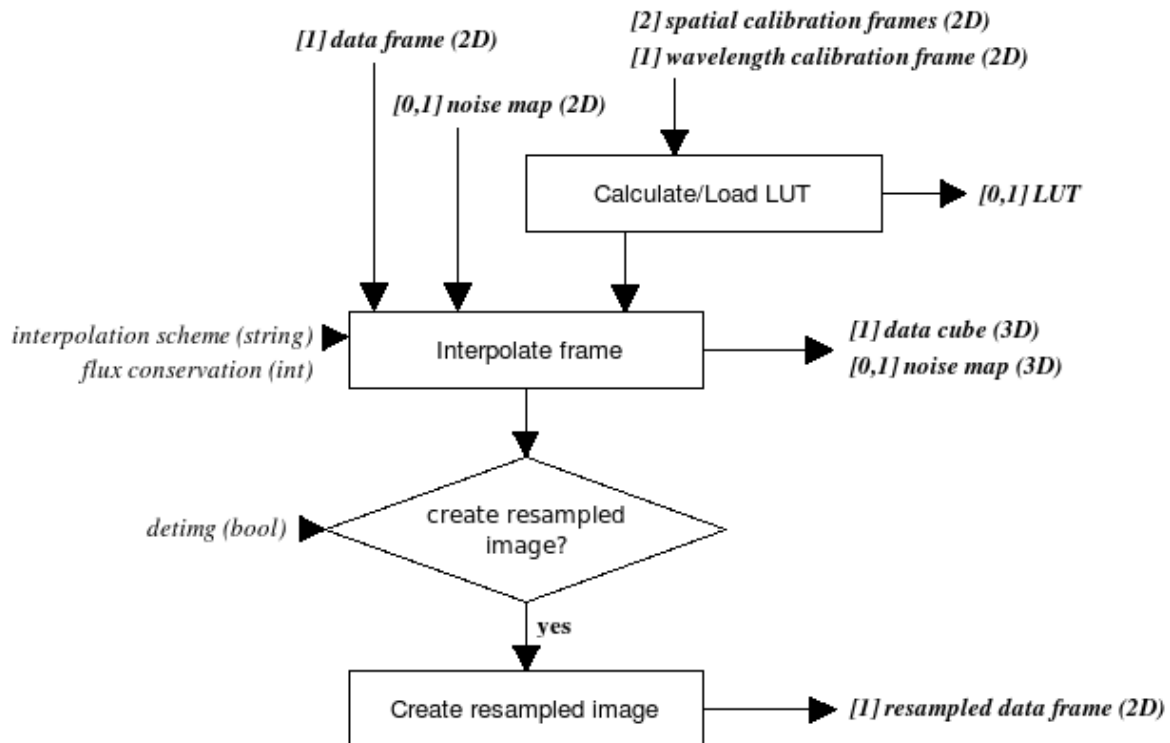 [1] data frame (2D)
[2] spatial calibration frames (2D)
[1] wavelength calibration frame (2D)
[0,1] noise map (2D)
Calculate/Load LUT
[0,1] LUT
interpolation scheme (string)
flux conservation (int)
Interpolate frame
[1] data cube (3D)
[0,1] noise map (3D)
detimg (bool)
create resampled
image?
yes
Create resampled image
[1] resampled data frame (2D)